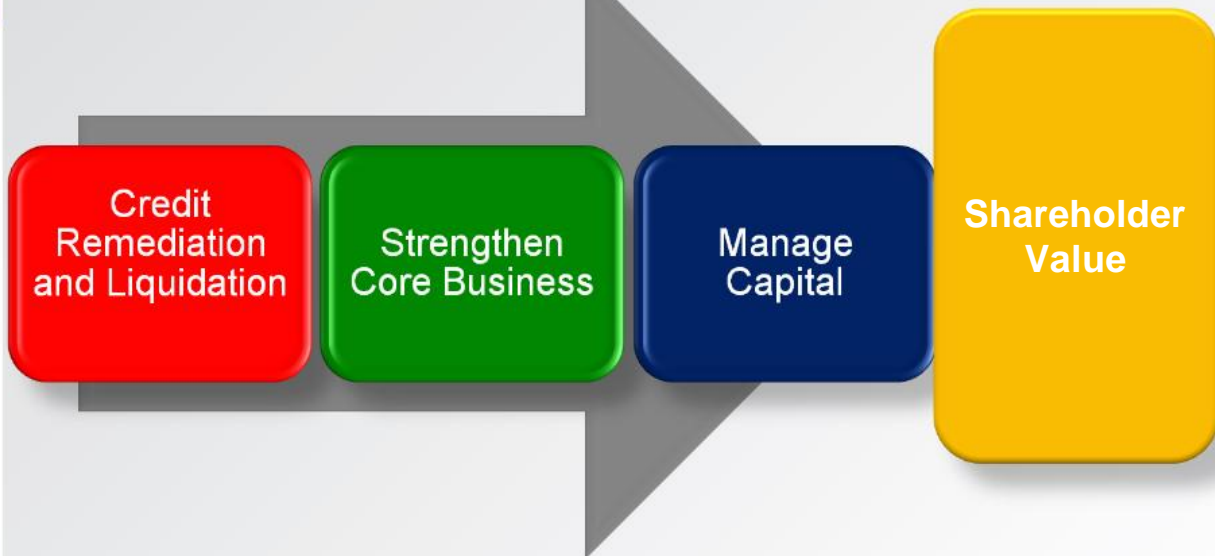 Credit
Remediation
and Liquidation
Strengthen
Core Business
Manage
Capital
Shareholder
Value